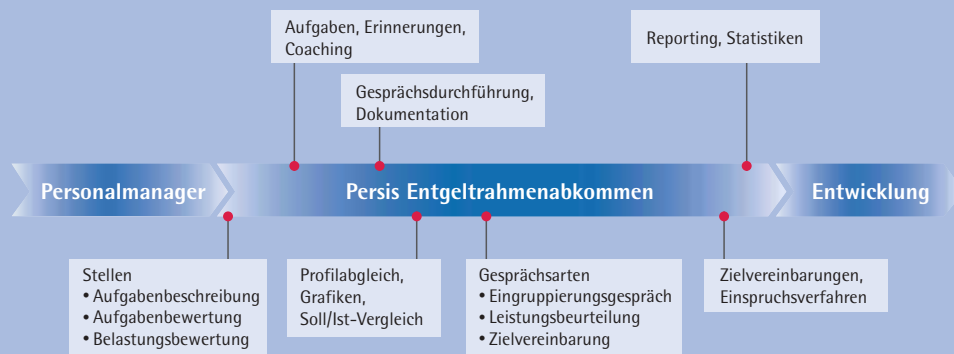 Aufgaben, Erinnerungen,
Coaching
Reporting, Statistiken
Gesprächsdurchführung,
Dokumentation
Personalmanager
Persis Entgeltrahmenabkommen
Entwicklung
Stellen
• Aufgabenbeschreibung
• Aufgabenbewertung
• Belastungsbewertung
Profilabgleich,
Grafiken,
Soll/Ist-Vergleich
Gesprächsarten
• Eingruppierungsgespräch
• Leistungsbeurteilung
• Zielvereinbarung
Zielvereinbarungen,
Einspruchsverfahren